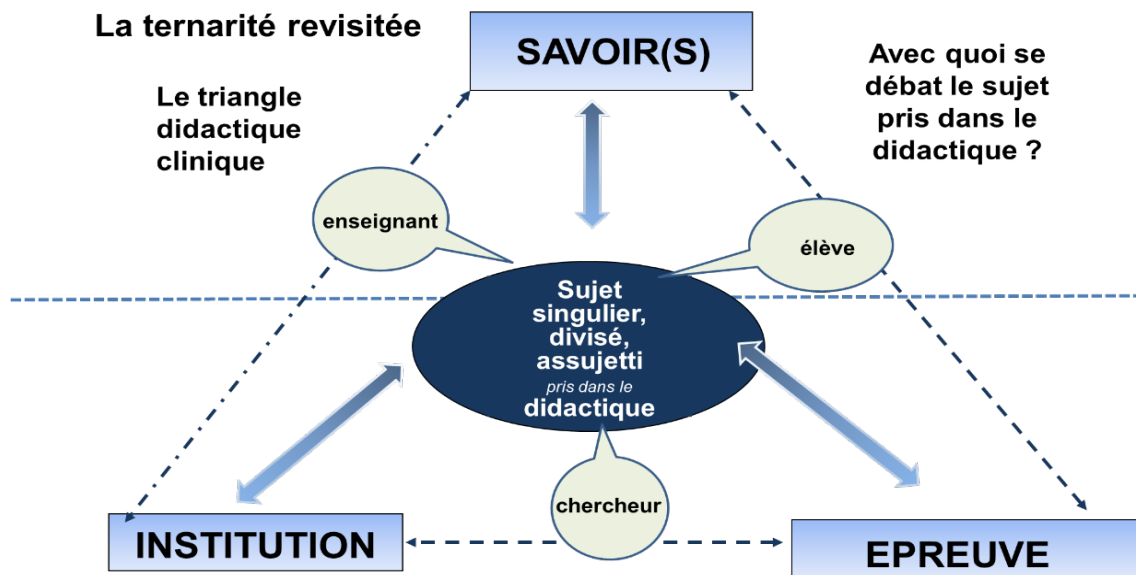 La ternarité revisitée
SAVOIR(S)
Avec quoi se
débat le sujet
pris dans le
didactique ?
Le triangle
didactique
clinique
enseignant
élève
Sujet
singulier,
divisé,
assujetti
pris dans le
didactique
chercheur
INSTITUTION
EPREUVE